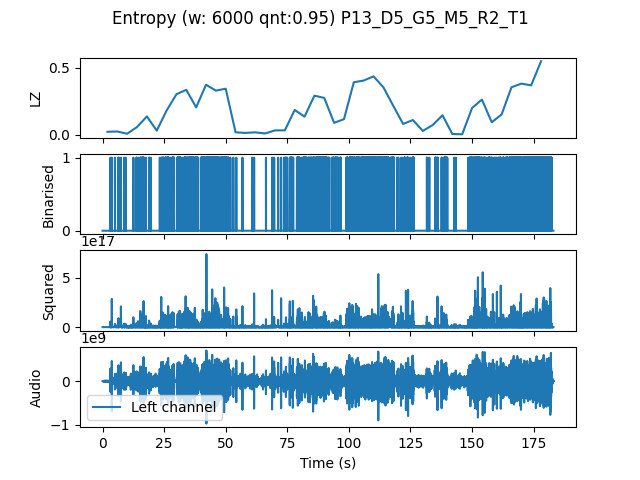 Entropy (w: 6000 qnt:0.95) P13_D5_G5_M5_R2_T1
0.5
LZ
0.0
1
Binarised
0
1e17
5
Squared
0
1e9
0
Audio
Left channel
−1
0 25 50 75 100 125 150 175
Time (s)